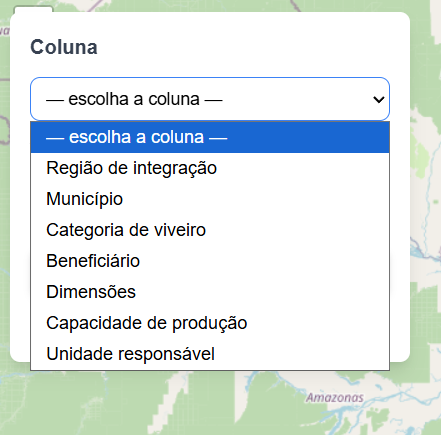 Coluna
— escolha a coluna —
— escolha a coluna —
Região de integração
Município
Categoria de viveiro
Beneficiário
Dimensões
Capacidade de produção
Unidade responsável
Amazonas